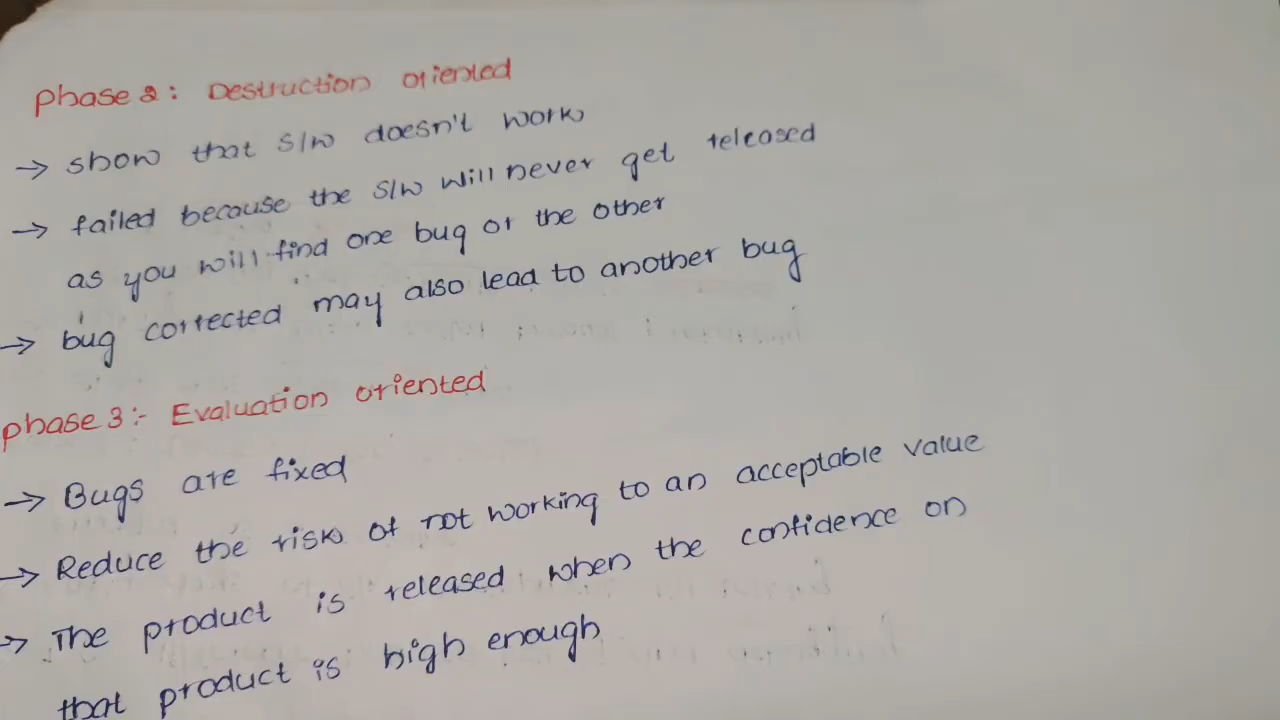 Phase 2: Destruction oriented
→ show that s/w doesn't work
→ failed because the s/w will never get released
as you will find one bug or the other
→ bug corrected may also lead to another bug
Phase 3:- Evaluation oriented
→ Bugs are fixed
→ Reduce the risk of not working to an acceptable value
→ The product is released when the confidence on
that product is high enough